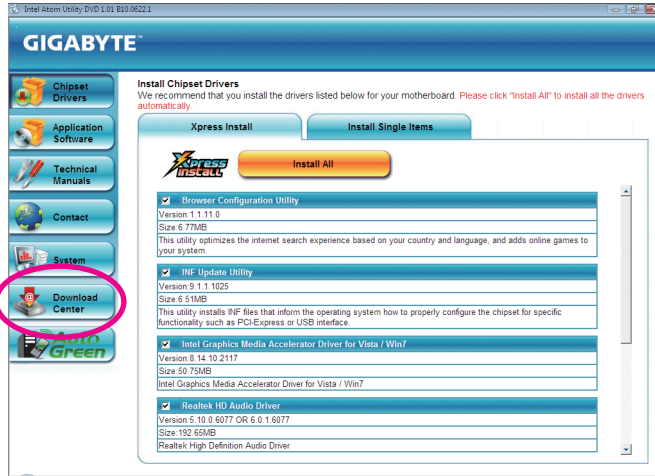 Intel Atom Utility DVD 1.01 B10.0622.1
GIGABYTE™
Chipset
Drivers
Application
Software
Technical
Manuals
Contact
System
Download
Center
Auto
Green
Install Chipset Drivers
We recommend that you install the drivers listed below for your motherboard. Please click "Install All" to install all the drivers
automatically.
Xpress Install
Install Single Items
Xpress
Install
Install All
Browser Configuration Utility
Version:1.1.11.0
Size:6.77MB
This utility optimizes the internet search experience based on your country and language, and adds online games to
your system.
INF Update Utility
Version:9.1.1.1025
Size:6.51MB
This utility installs INF files that inform the operating system how to properly configure the chipset for specific
functionality such as PCI-Express or USB interface.
Intel Graphics Media Accelerator Driver for Vista / Win7
Version:8.14.10.2117
Size:50.75MB
Intel Graphics Media Accelerator Driver for Vista / Win7
Realtek HD Audio Driver
Version:5.10.0.6077 OR 6.0.1.6077
Size:192.65MB
Realtek High Definition Audio Driver